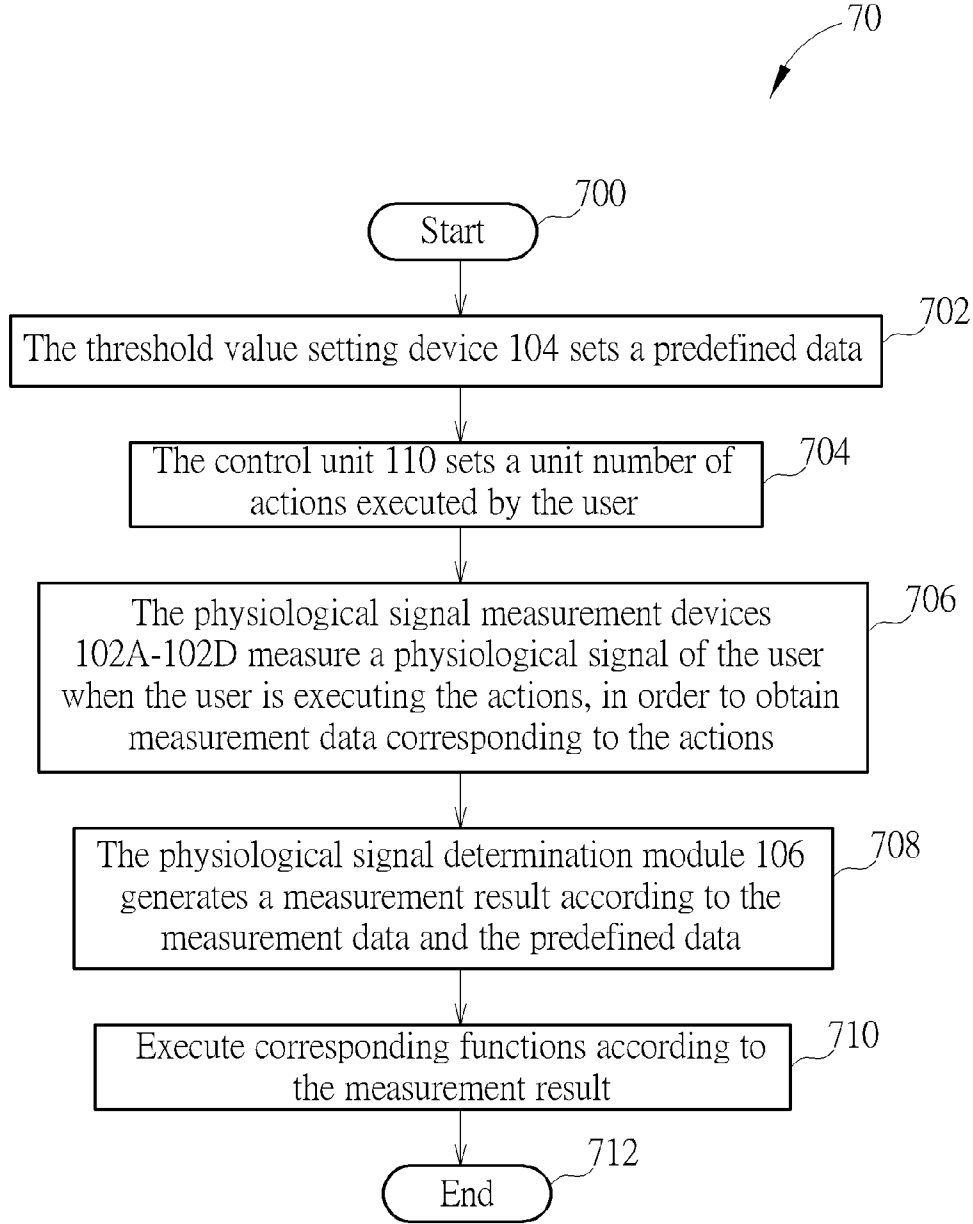 70
700
Start
702
The threshold value setting device 104 sets a predefined data
704
The control unit 110 sets a unit number of
actions executed by the user
706
The physiological signal measurement devices
102A-102D measure a physiological signal of the user
when the user is executing the actions, in order to obtain
measurement data corresponding to the actions
708
The physiological signal determination module 106
generates a measurement result according to the
measurement data and the predefined data
710
Execute corresponding functions according to
the measurement result
712
End